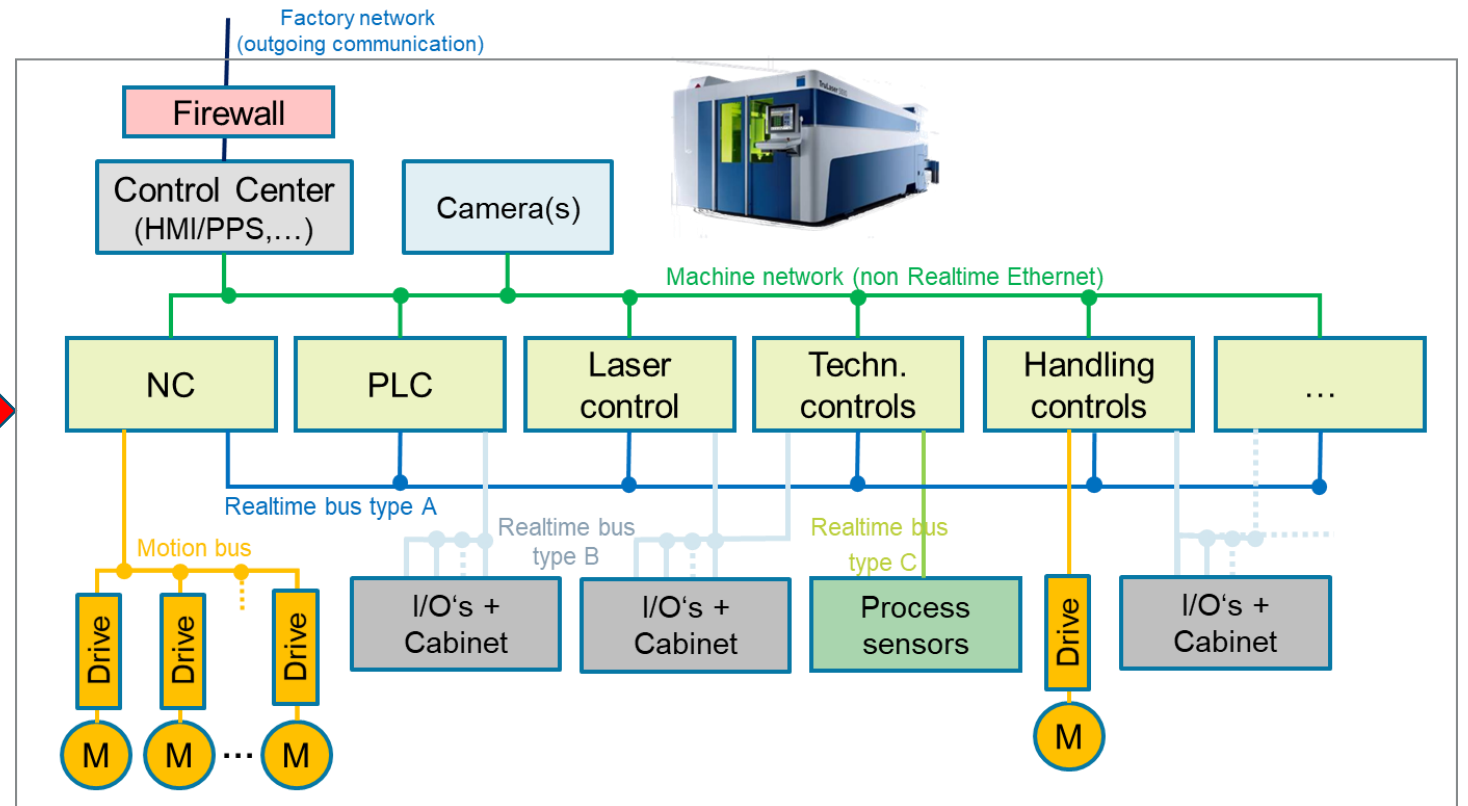 Factory network
(outgoing communication)
Firewall
Control Center
(HMI/PPS,…)
Camera(s)
Machine network (non Realtime Ethernet)
NC
PLC
Laser
control
Techn.
controls
Handling
controls
…
Realtime bus type A
Motion bus
Realtime bus
type B
Realtime bus
type C
Drive
Drive
Drive
I/O‘s +
Cabinet
I/O‘s +
Cabinet
Process
sensors
Drive
I/O‘s +
Cabinet
M
M
...
M
M